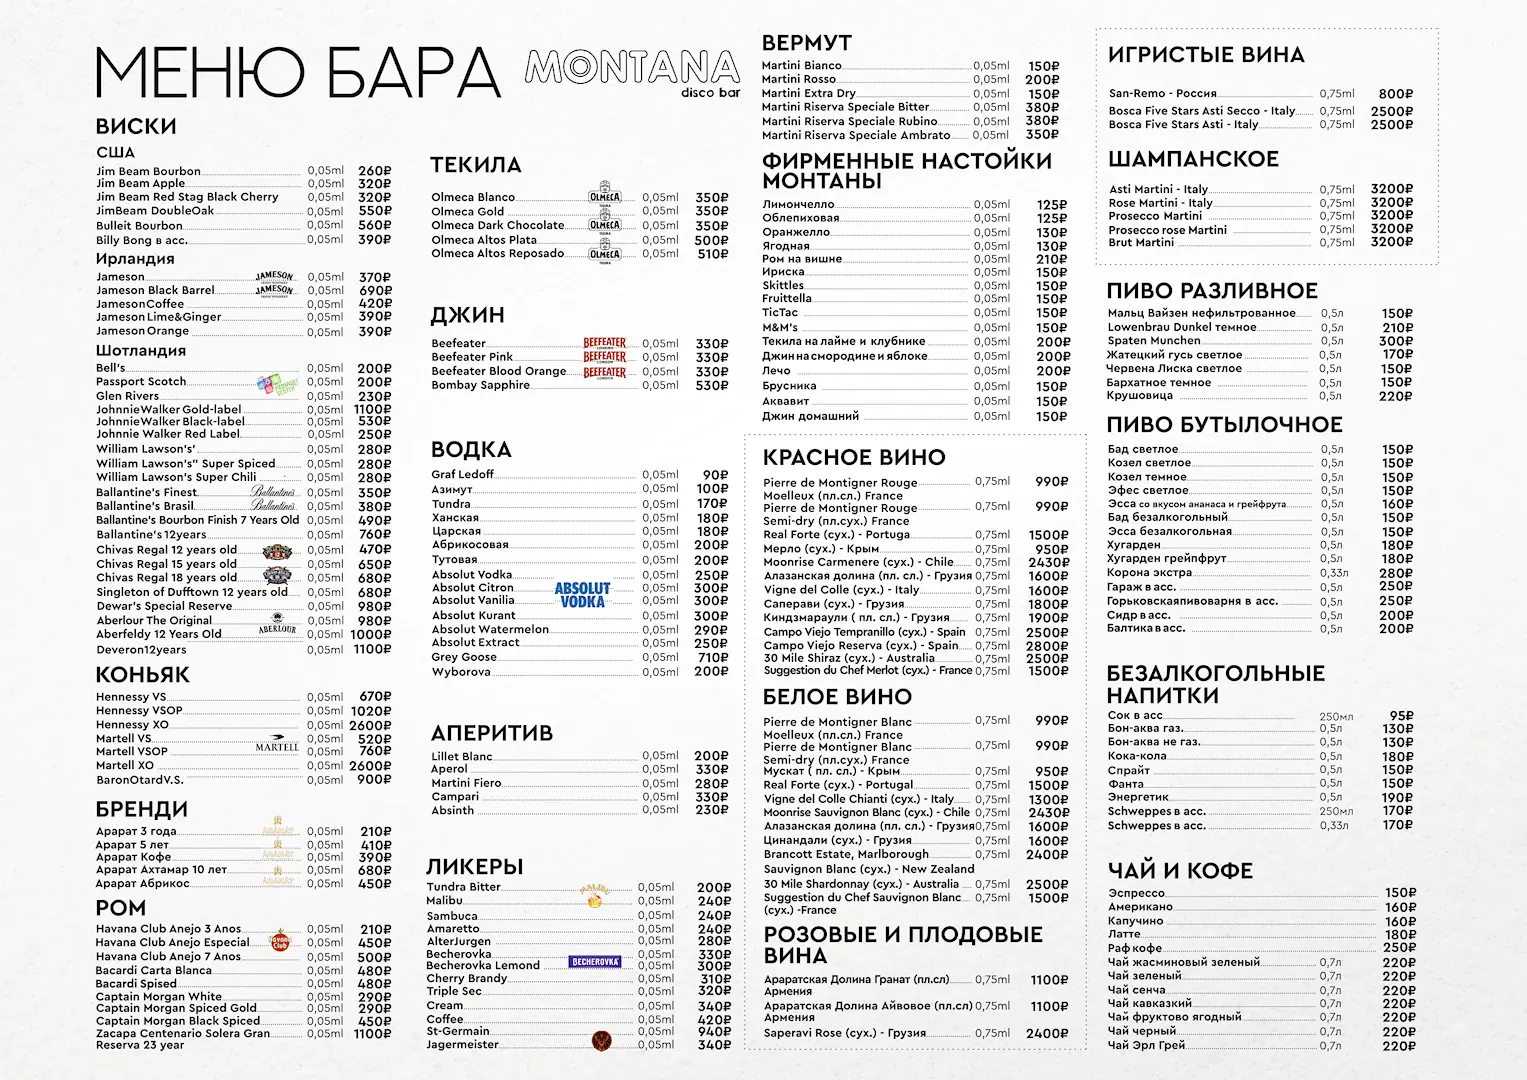 МЕНЮ БАРА
MONTANA
disco bar
ВИСКИ
США
Jim Beam Bourbon 0,05ml 260₽
Jim Beam Apple 0,05ml 320₽
Jim Beam Red Stag Black Cherry 0,05ml 320₽
JimBeam DoubleOak 0,05ml 550₽
Bulleit Bourbon 0,05ml 560₽
Billy Bong в асс. 0,05ml 390₽
Ирландия
Jameson JAMESON 0,05ml 370₽
Jameson Black Barrel JAMESON 0,05ml 690₽
Jameson Coffee 0,05ml 420₽
Jameson Lime&Ginger 0,05ml 390₽
Jameson Orange 0,05ml 390₽
Шотландия
Bell's 0,05ml 200₽
Passport Scotch 0,05ml 200₽
Glen Rivers 0,05ml 230₽
JohnnieWalker Gold-label 0,05ml 1100₽
JohnnieWalker Black-label 0,05ml 530₽
Johnnie Walker Red Label 0,05ml 250₽
William Lawson's' 0,05ml 280₽
William Lawson's" Super Spiced 0,05ml 280₽
William Lawson's Super Chili 0,05ml 280₽
Ballantine's Finest Ballantine's 0,05ml 350₽
Ballantine's Brasil Ballantine's 0,05ml 380₽
Ballantine's Bourbon Finish 7 Years Old 0,05ml 490₽
Ballantine's 12years 0,05ml 760₽
Chivas Regal 12 years old 0,05ml 470₽
Chivas Regal 15 years old 0,05ml 650₽
Chivas Regal 18 years old 0,05ml 680₽
Singleton of Dufftown 12 years old 0,05ml 680₽
Dewar's Special Reserve 0,05ml 980₽
Aberlour The Original 0,05ml 980₽
ABERLOUR
Aberfeldy 12 Years Old 0,05ml 1000₽
Deveron12years 0,05ml 1100₽
КОНЬЯК
Hennessy VS 0,05ml 670₽
Hennessy VSOP 0,05ml 1020₽
Hennessy XO 0,05ml 2600₽
Martell VS 0,05ml 520₽
MARTELL
Martell VSOP 0,05ml 760₽
Martell XO 0,05ml 2600₽
BaronOtardV.S. 0,05ml 900₽
БРЕНДИ
Арарат 3 года ARARAT 0,05ml 210₽
Арарат 5 лет 0,05ml 410₽
Арарат Кофе ARARAT 0,05ml 390₽
Арарат Ахтамар 10 лет 0,05ml 680₽
Арарат Абрикос ARARAT 0,05ml 450₽
РОМ
Havana Club Anejo 3 Anos 0,05ml 210₽
Havana Club Anejo Especial Havana Club 0,05ml 450₽
Havana Club Anejo 7 Anos 0,05ml 500₽
Bacardi Carta Blanca 0,05ml 480₽
Bacardi Spised 0,05ml 480₽
Captain Morgan White 0,05ml 290₽
Captain Morgan Spiced Gold 0,05ml 290₽
Captain Morgan Black Spiced 0,05ml 450₽
Zacapa Centenario Solera Gran 0,05ml 1100₽
Reserva 23 year
ТЕКИЛА
Olmeca Blanco OLMECA 0,05ml 350₽
Olmeca Gold 0,05ml 350₽
Olmeca Dark Chocolate OLMECA 0,05ml 350₽
Olmeca Altos Plata 0,05ml 500₽
Olmeca Altos Reposado OLMECA 0,05ml 510₽
ДЖИН
Beefeater BEEFEATER 0,05ml 330₽
Beefeater Pink BEEFEATER 0,05ml 330₽
Beefeater Blood Orange BEEFEATER 0,05ml 330₽
Bombay Sapphire 0,05ml 530₽
ВОДКА
Graf Ledoff 0,05ml 90₽
Азимут 0,05ml 100₽
Tundra 0,05ml 170₽
Ханская 0,05ml 180₽
Царская 0,05ml 180₽
Абрикосовая 0,05ml 200₽
Тутовая 0,05ml 200₽
Absolut Vodka 0,05ml 250₽
Absolut Citron 0,05ml 300₽
ABSOLUT
VODKA
Absolut Vanilia 0,05ml 300₽
Absolut Kurant 0,05ml 300₽
Absolut Watermelon 0,05ml 290₽
Absolut Extract 0,05ml 250₽
Grey Goose 0,05ml 710₽
Wyborova 0,05ml 200₽
АПЕРИТИВ
Lillet Blanc 0,05ml 200₽
Aperol 0,05ml 330₽
Martini Fiero 0,05ml 280₽
Campari 0,05ml 330₽
Absinth 0,05ml 230₽
ЛИКЕРЫ
Tundra Bitter 0,05ml 200₽
MALIBU
Malibu 0,05ml 240₽
Sambuca 0,05ml 240₽
Amaretto 0,05ml 240₽
AlterJurgen 0,05ml 280₽
Becherovka 0,05ml 330₽
BECHEROVKA
Becherovka Lemond 0,05ml 300₽
Cherry Brandy 0,05ml 310₽
Triple Sec 0,05ml 320₽
Cream 0,05ml 340₽
Coffee 0,05ml 420₽
St-Germain 0,05ml 940₽
Jagermeister 0,05ml 340₽
ВЕРМУТ
Martini Bianco 0,05ml 150₽
Martini Rosso 0,05ml 200₽
Martini Extra Dry 0,05ml 150₽
Martini Riserva Speciale Bitter 0,05ml 380₽
Martini Riserva Speciale Rubino 0,05ml 380₽
Martini Riserva Speciale Ambrato 0,05ml 350₽
ФИРМЕННЫЕ НАСТОЙКИ
МОНТАНЫ
Лимончелло 0,05ml 125₽
Облепиховая 0,05ml 125₽
Оранжелло 0,05ml 130₽
Ягодная 0,05ml 130₽
Ром на вишне 0,05ml 210₽
Ириска 0,05ml 150₽
Skittles 0,05ml 150₽
Fruittella 0,05ml 150₽
TicTac 0,05ml 150₽
M&M's 0,05ml 150₽
Текила на лайме и клубнике 0,05ml 200₽
Джин на смородине и яблоке 0,05ml 200₽
Лечо 0,05ml 200₽
Брусника 0,05ml 150₽
Аквавит 0,05ml 150₽
Джин домашний 0,05ml 150₽
КРАСНОЕ ВИНО
Pierre de Montigner Rouge 0,75ml 990₽
Moelleux (пл.сл.) France
Pierre de Montigner Rouge 0,75ml 990₽
Semi-dry (пл.сух.) France
Real Forte (сух.) - Portuga 0,75ml 1500₽
Мерло (сух.) - Крым 0,75ml 950₽
Moonrise Carmenere (сух.) - Chile 0,75ml 2430₽
Алазанская долина (пл. сл.) - Грузия 0,75ml 1600₽
Vigne del Colle (сух.) - Italy 0,75ml 1600₽
Саперави (сух.) - Грузия 0,75ml 1800₽
Киндзмараули ( пл. сл.) - Грузия 0,75ml 1900₽
Campo Viejo Tempranillo (сух.) - Spain 0,75ml 2500₽
Campo Viejo Reserva (сух.) - Spain 0,75ml 2800₽
30 Mile Shiraz (сух.) - Australia 0,75ml 2500₽
Suggestion du Chef Merlot (сух.) - France 0,75ml 1500₽
БЕЛОЕ ВИНО
Pierre de Montigner Blanc 0,75ml 990₽
Moelleux (пл.сл.) France
Pierre de Montigner Blanc 0,75ml 990₽
Semi-dry (пл.сух.) France
Мускат ( пл. сл.) - Крым 0,75ml 950₽
Real Forte (сух.) - Portugal 0,75ml 1500₽
Vigne del Colle Chianti (сух.) - Italy 0,75ml 1300₽
Moonrise Sauvignon Blanc (сух.) - Chile 0,75ml 2430₽
Алазанская долина (пл. сл.) - Грузия 0,75ml 1600₽
Цинандали (сух.) - Грузия 0,75ml 1600₽
Brancott Estate, Marlborough 0,75ml 2400₽
Sauvignon Blanc (сух.) - New Zealand
30 Mile Shardonnay (сух.) - Australia 0,75ml 2500₽
Suggestion du Chef Sauvignon Blanc 0,75ml 1500₽
(сух.) -France
РОЗОВЫЕ И ПЛОДОВЫЕ
ВИНА
Араратская Долина Гранат (пл.сл) 0,75ml 1100₽
Армения
Араратская Долина Айвовое (пл.сл) 0,75ml 1100₽
Армения
Saperavi Rose (сух.) - Грузия 0,75ml 2400₽
ИГРИСТЫЕ ВИНА
San-Remo - Россия 0,75ml 800₽
Bosca Five Stars Asti Secco - Italy 0,75ml 2500₽
Bosca Five Stars Asti - Italy 0,75ml 2500₽
ШАМПАНСКОЕ
Asti Martini - Italy 0,75ml 3200₽
Rose Martini - Italy 0,75ml 3200₽
Prosecco Martini 0,75ml 3200₽
Prosecco rose Martini 0,75ml 3200₽
Brut Martini 0,75ml 3200₽
ПИВО РАЗЛИВНОЕ
Мальц Вайзен нефильтрованное 0,5л 150₽
Lowenbrau Dunkel темное 0,5л 210₽
Spaten Munchen 0,5л 300₽
Жатецкий гусь светлое 0,5л 170₽
Червена Лиска светлое 0,5л 150₽
Бархатное темное 0,5л 150₽
Крушовица 0,5л 220₽
ПИВО БУТЫЛОЧНОЕ
Бад светлое 0,5л 150₽
Козел светлое 0,5л 150₽
Козел темное 0,5л 150₽
Эфес светлое 0,5л 150₽
Эсса со вкусом ананаса и грейфрута 0,5л 160₽
Бад безалкогольный 0,5л 150₽
Эсса безалкогольная 0,5л 150₽
Хугарден 0,5л 180₽
Хугарден грейпфрут 0,5л 180₽
Корона экстра 0,33л 280₽
Гараж в асс. 0,5л 250₽
Горьковскаяпивоварня в асс. 0,5л 250₽
Сидр в асс. 0,5л 200₽
Балтика в асс. 0,5л 200₽
БЕЗАЛКОГОЛЬНЫЕ
НАПИТКИ
Сок в асс 250мл 95₽
Бон-аква газ. 0,5л 130₽
Бон-аква не газ. 0,5л 130₽
Кока-кола 0,5л 180₽
Спрайт 0,5л 150₽
Фанта 0,5л 150₽
Энергетик 0,5л 190₽
Schweppes в асс. 250мл 170₽
Schweppes в асс. 0,33л 170₽
ЧАЙ И КОФЕ
Эспрессо 150₽
Американо 160₽
Капучино 160₽
Латте 180₽
Раф кофе 250₽
Чай жасминовый зеленый 0,7л 220₽
Чай зеленый 0,7л 220₽
Чай сенча 0,7л 220₽
Чай кавказкий 0,7л 220₽
Чай фруктово ягодный 0,7л 220₽
Чай черный 0,7л 220₽
Чай Эрл Грей 0,7л 220₽